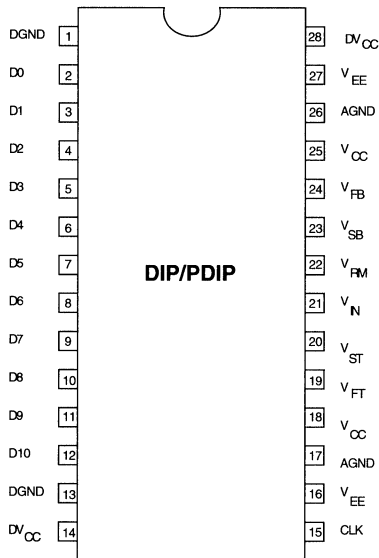 DGND 1 28 DVCC
D0 2 27 VEE
D1 3 26 AGND
D2 4 25 VCC
D3 5 24 VFB
D4 6 23 VSB
D5 7 DIP/PDIP 22 VRM
D6 8 21 VIN
D7 9 20 VST
D8 10 19 VFT
D9 11 18 VCC
D10 12 17 AGND
DGND 13 16 VEE
DVCC 14 15 CLK